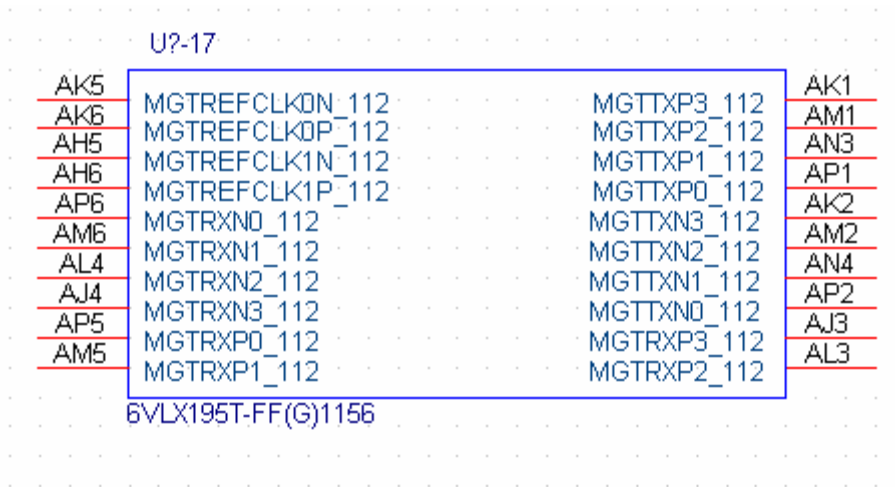 U?-17
AK5 MGTREFCLK0N_112 MGTTXP3_112 AK1
AK6 MGTREFCLK0P_112 MGTTXP2_112 AM1
AH5 MGTREFCLK1N_112 MGTTXP1_112 AN3
AH6 MGTREFCLK1P_112 MGTTXP0_112 AP1
AP6 MGTRXN0_112 MGTTXN3_112 AK2
AM6 MGTRXN1_112 MGTTXN2_112 AM2
AL4 MGTRXN2_112 MGTTXN1_112 AN4
AJ4 MGTRXN3_112 MGTTXN0_112 AP2
AP5 MGTRXP0_112 MGTRXP3_112 AJ3
AM5 MGTRXP1_112 MGTRXP2_112 AL3
6VLX195T-FF(G)1156